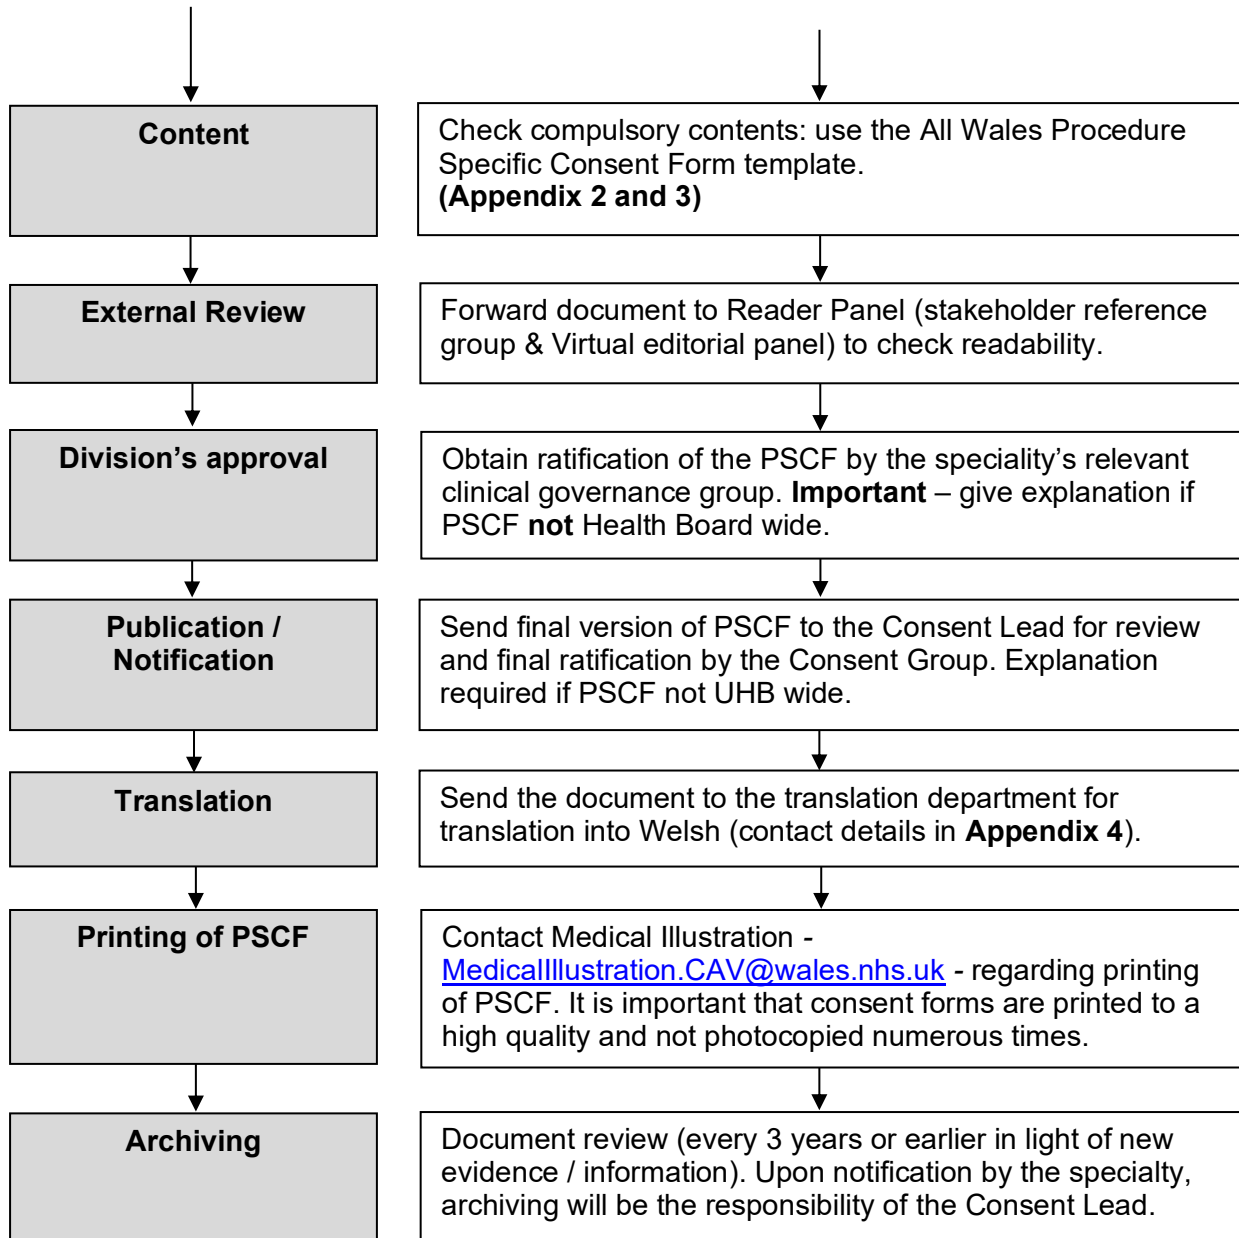 Content
Check compulsory contents: use the All Wales Procedure
Specific Consent Form template.
(Appendix 2 and 3)
External Review
Forward document to Reader Panel (stakeholder reference
group & Virtual editorial panel) to check readability.
Division’s approval
Obtain ratification of the PSCF by the speciality’s relevant
clinical governance group. Important – give explanation if
PSCF not Health Board wide.
Publication /
Notification
Send final version of PSCF to the Consent Lead for review
and final ratification by the Consent Group. Explanation
required if PSCF not UHB wide.
Translation
Send the document to the translation department for
translation into Welsh (contact details in Appendix 4).
Printing of PSCF
Contact Medical Illustration -
MedicalIllustration.CAV@wales.nhs.uk - regarding printing
of PSCF. It is important that consent forms are printed to a
high quality and not photocopied numerous times.
Archiving
Document review (every 3 years or earlier in light of new
evidence / information). Upon notification by the specialty,
archiving will be the responsibility of the Consent Lead.